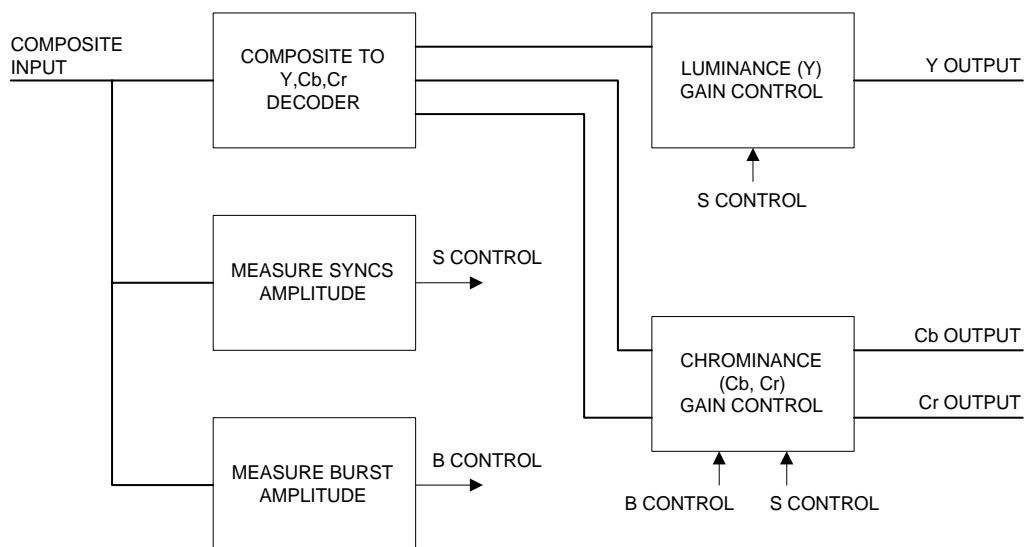 COMPOSITE
INPUT
COMPOSITE TO
Y,Cb,Cr
DECODER
LUMINANCE (Y)
GAIN CONTROL
Y OUTPUT
S CONTROL
MEASURE SYNCS
AMPLITUDE
S CONTROL
CHROMINANCE
(Cb, Cr)
GAIN CONTROL
Cb OUTPUT
Cr OUTPUT
MEASURE BURST
AMPLITUDE
B CONTROL
B CONTROL
S CONTROL